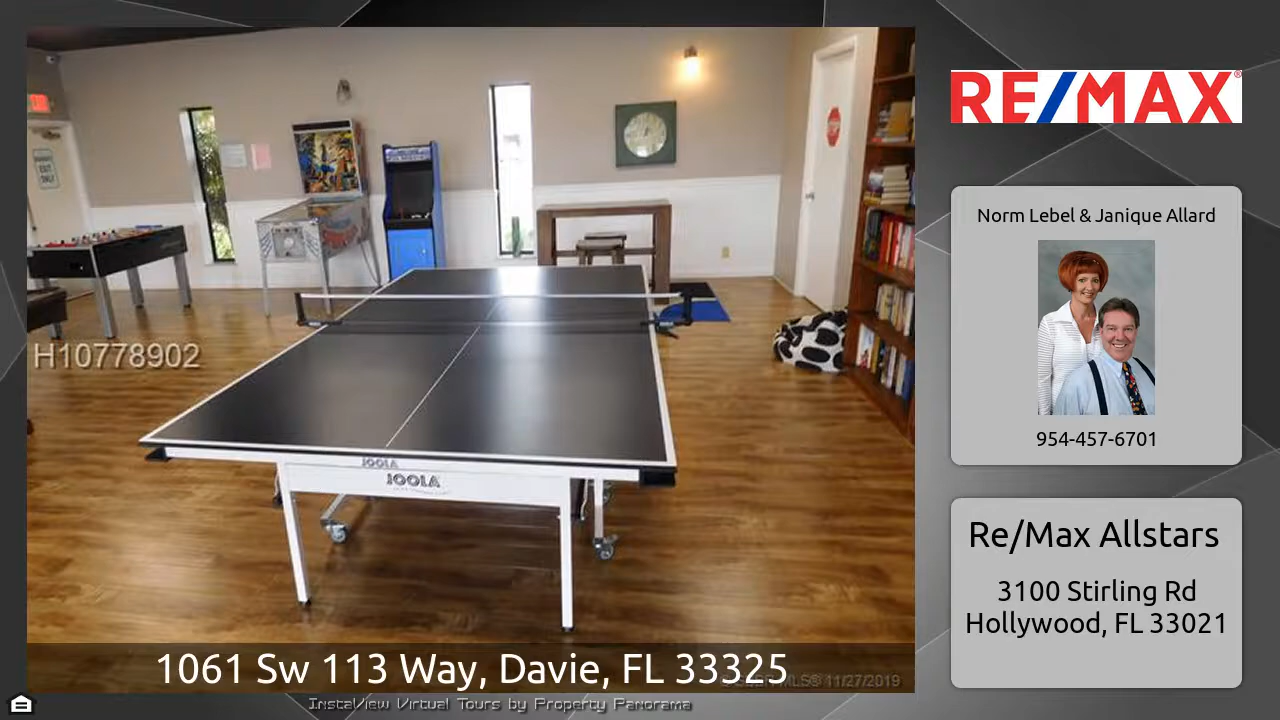 H10778902
JOOLA
JOOLA
1061 Sw 113 Way, Davie, FL 33325
MLS® 11/27/2019
InstaView Virtual Tours by Property Panorama
RE/MAX®
Norm Lebel & Janique Allard
954-457-6701
Re/Max Allstars
3100 Stirling Rd
Hollywood, FL 33021